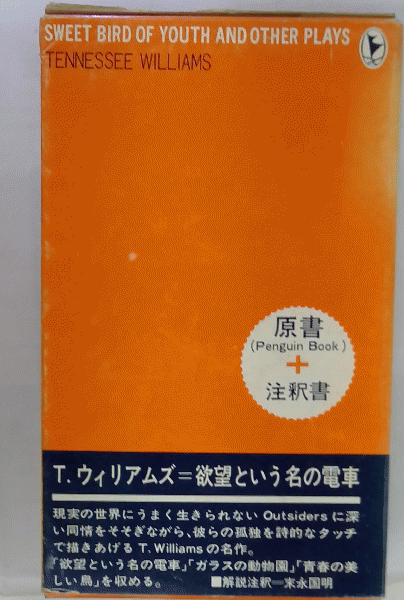 SWEET BIRD OF YOUTH AND OTHER PLAYS
TENNESSEE WILLIAMS
原書
(Penguin Book)
+
注釈書
T.ウィリアムズ=欲望という名の電車
現実の世界にうまく生きられない Outsiders に深
い同情をそそぎながら、彼らの孤独を詩的なタッチ
で描きあげる T.Williams の名作。
「欲望という名の電車」「ガラスの動物園」「青春の美
しい鳥」を収める。 ■解説注釈—末永国明